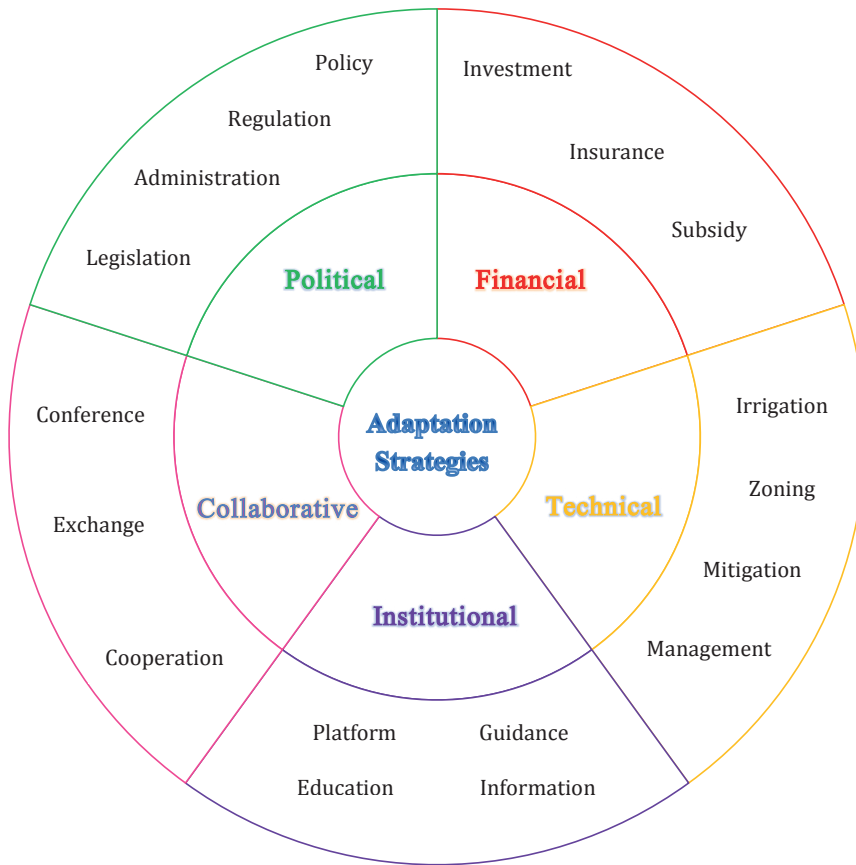 Policy
Regulation
Administration
Legislation
Political
Investment
Insurance
Subsidy
Financial
Adaptation
Strategies
Irrigation
Zoning
Mitigation
Management
Technical
Institutional
Platform
Guidance
Education
Information
Collaborative
Conference
Exchange
Cooperation